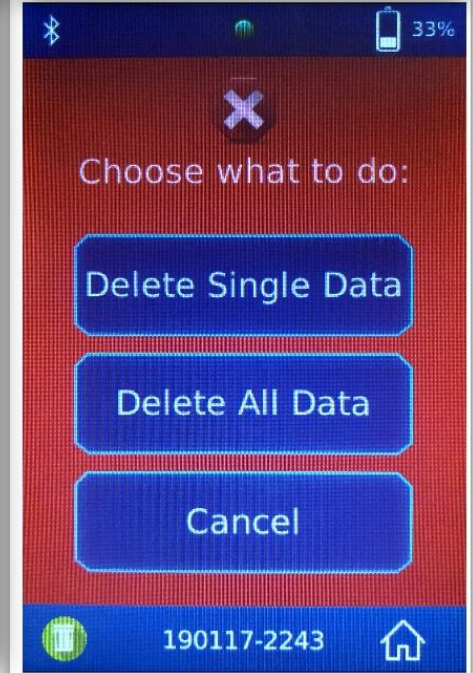 33%
Choose what to do:
Delete Single Data
Delete All Data
Cancel
190117-2243